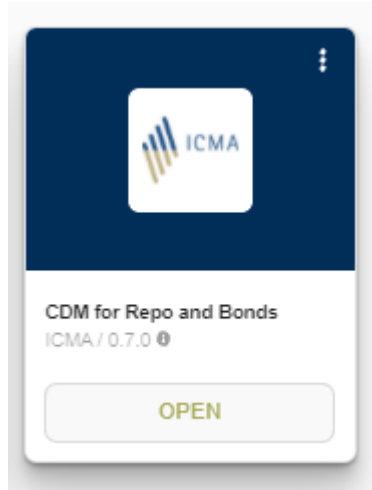 ICMA
CDM for Repo and Bonds
ICMA / 0.7.0
OPEN